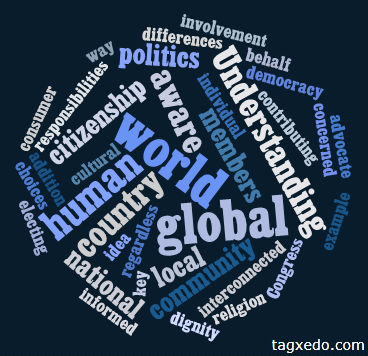 involvement
differences
way
politics
behalf
democracy
Understanding
responsibilities
consumer
citizenship
aware
individual
members
contributing
concerned
advocate
cultural
addition
choices
electing
world
human
country
global
idea
regardless
national
local
community
key
informed
interconnected
Congress
example
religion
dignity
tagxedo.com